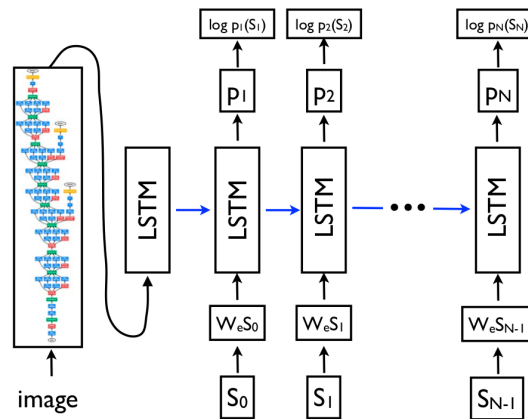 log p₁(S₁) log p₂(S₂) log pN(SN)
p₁ p₂ pN
LSTM LSTM LSTM LSTM
WₑS₀ WₑS₁ WₑSN-1
image S₀ S₁ SN-1